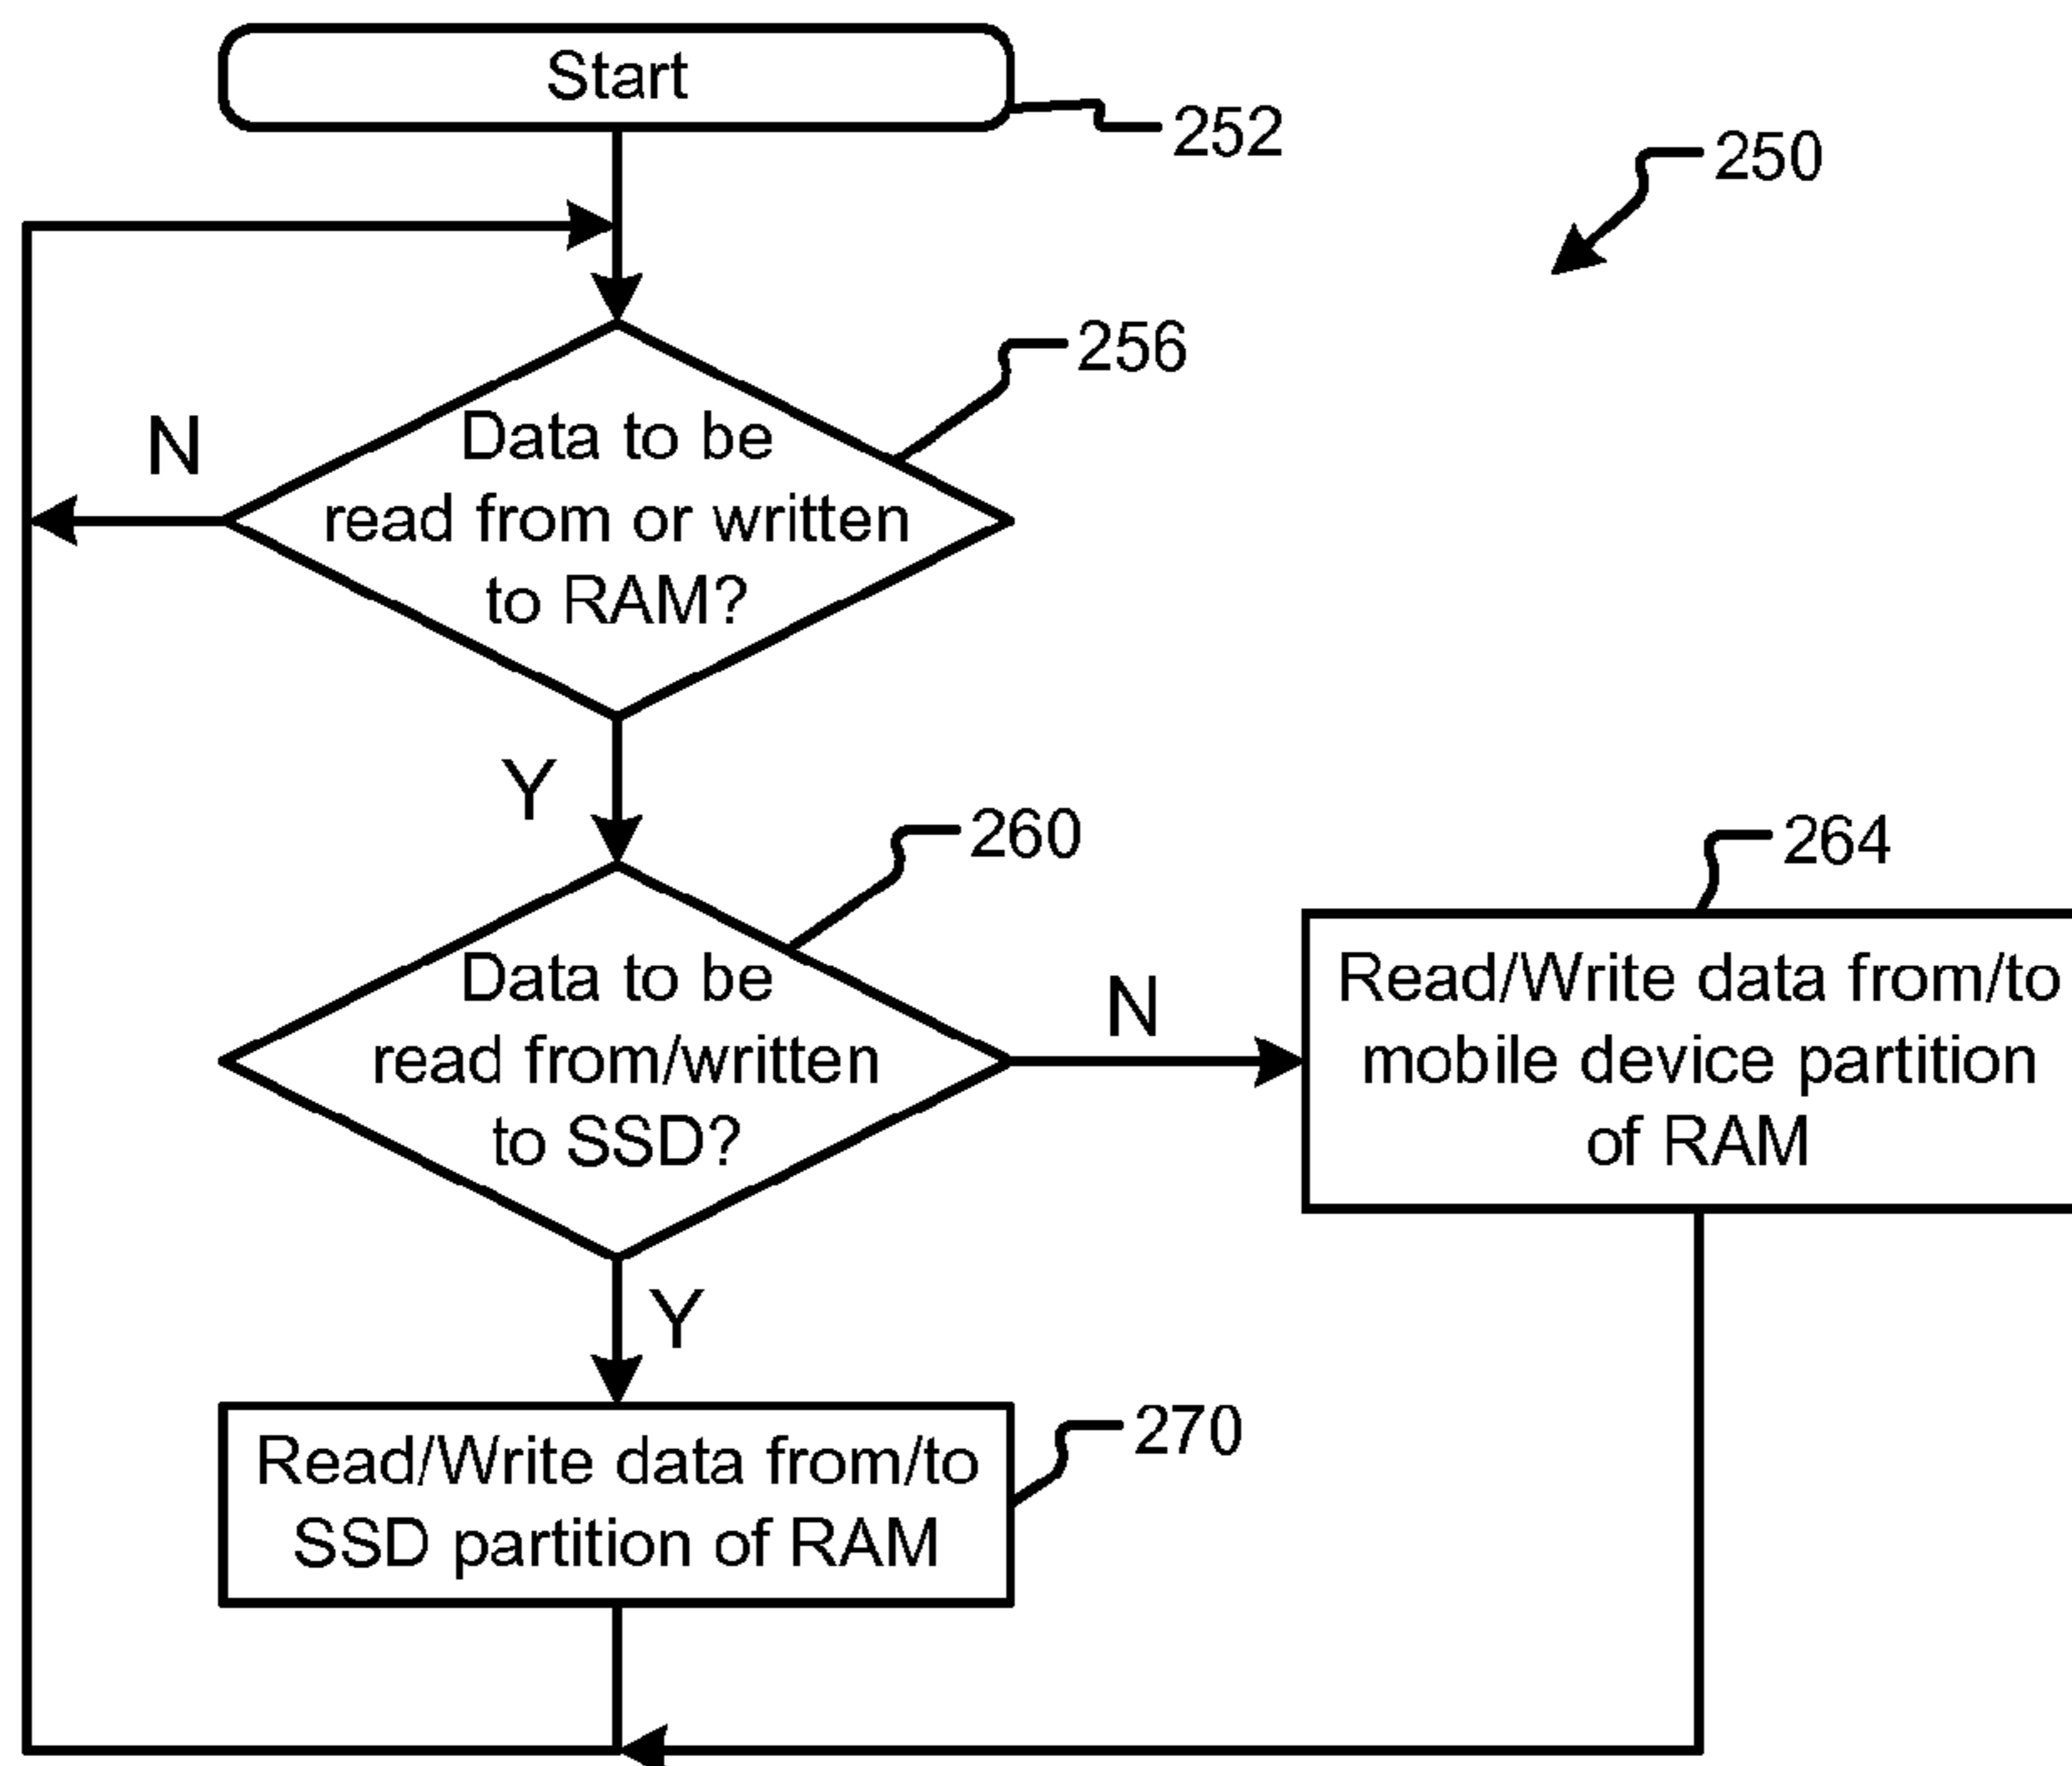 Start
252
250
256
N
Data to be
read from or written
to RAM?
Y
260
264
Data to be
read from/written
to SSD?
N
Read/Write data from/to
mobile device partition
of RAM
Y
270
Read/Write data from/to
SSD partition of RAM